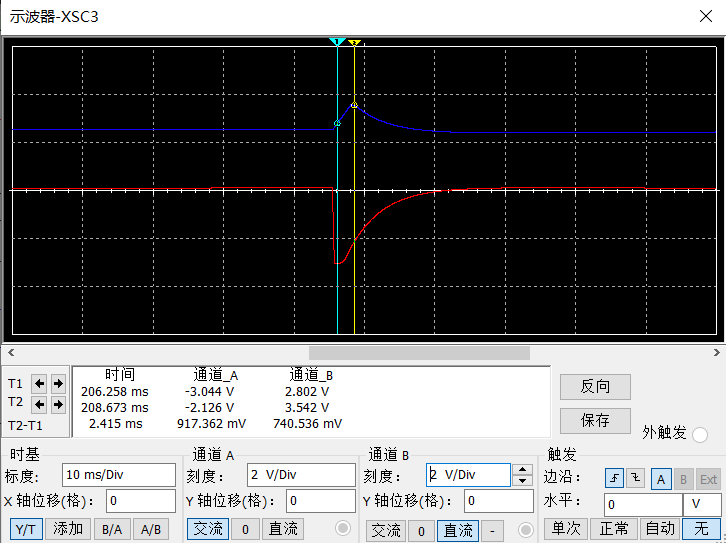 示波器-XSC3
1 2
时间 通道_A 通道_B
T1 206.258 ms -3.044 V 2.802 V
T2 208.673 ms -2.126 V 3.542 V
T2-T1 2.415 ms 917.362 mV 740.536 mV
反向
保存
外触发
时基 通道 A 通道 B 触发
标度: 10 ms/Div 刻度: 2 V/Div 刻度: 2 V/Div 边沿: A B Ext
X 轴位移(格): 0 Y 轴位移(格): 0 Y 轴位移(格): 0 水平: 0 V
Y/T 添加 B/A A/B 交流 0 直流 交流 0 直流 - 单次 正常 自动 无